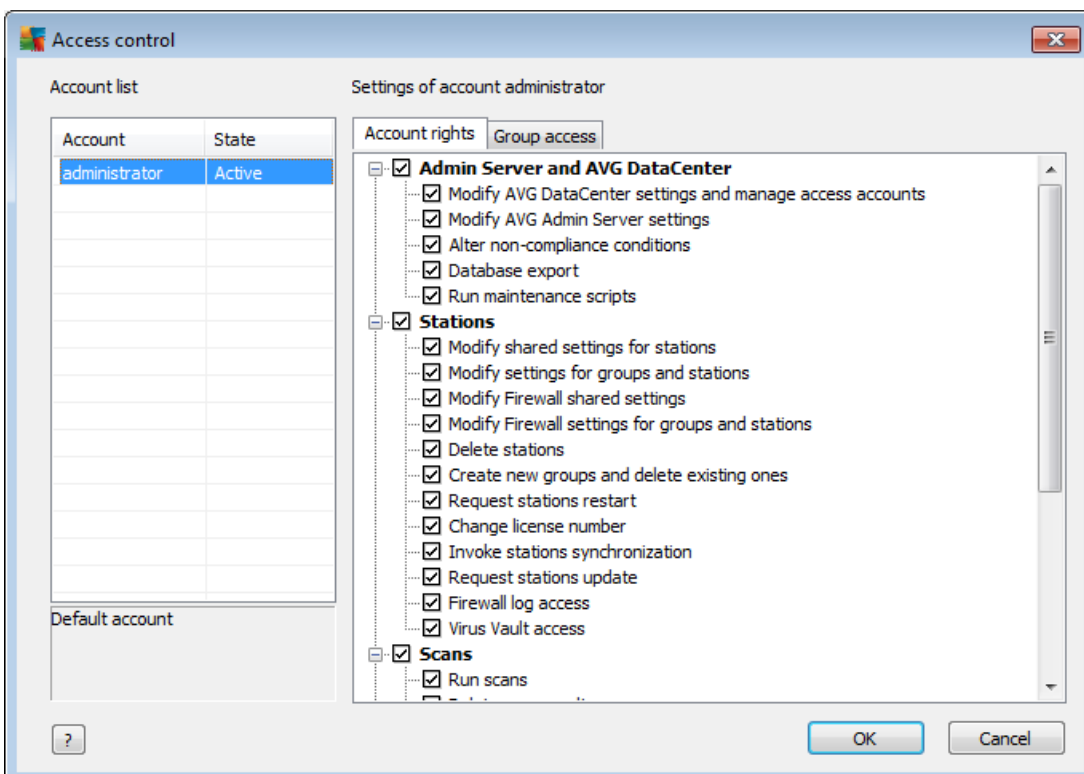 Access control
Account list
Settings of account administrator
Account State
administrator Active
Default account
Account rights Group access
Admin Server and AVG DataCenter
Modify AVG DataCenter settings and manage access accounts
Modify AVG Admin Server settings
Alter non-compliance conditions
Database export
Run maintenance scripts
Stations
Modify shared settings for stations
Modify settings for groups and stations
Modify Firewall shared settings
Modify Firewall settings for groups and stations
Delete stations
Create new groups and delete existing ones
Request stations restart
Change license number
Invoke stations synchronization
Request stations update
Firewall log access
Virus Vault access
Scans
Run scans
?
OK
Cancel